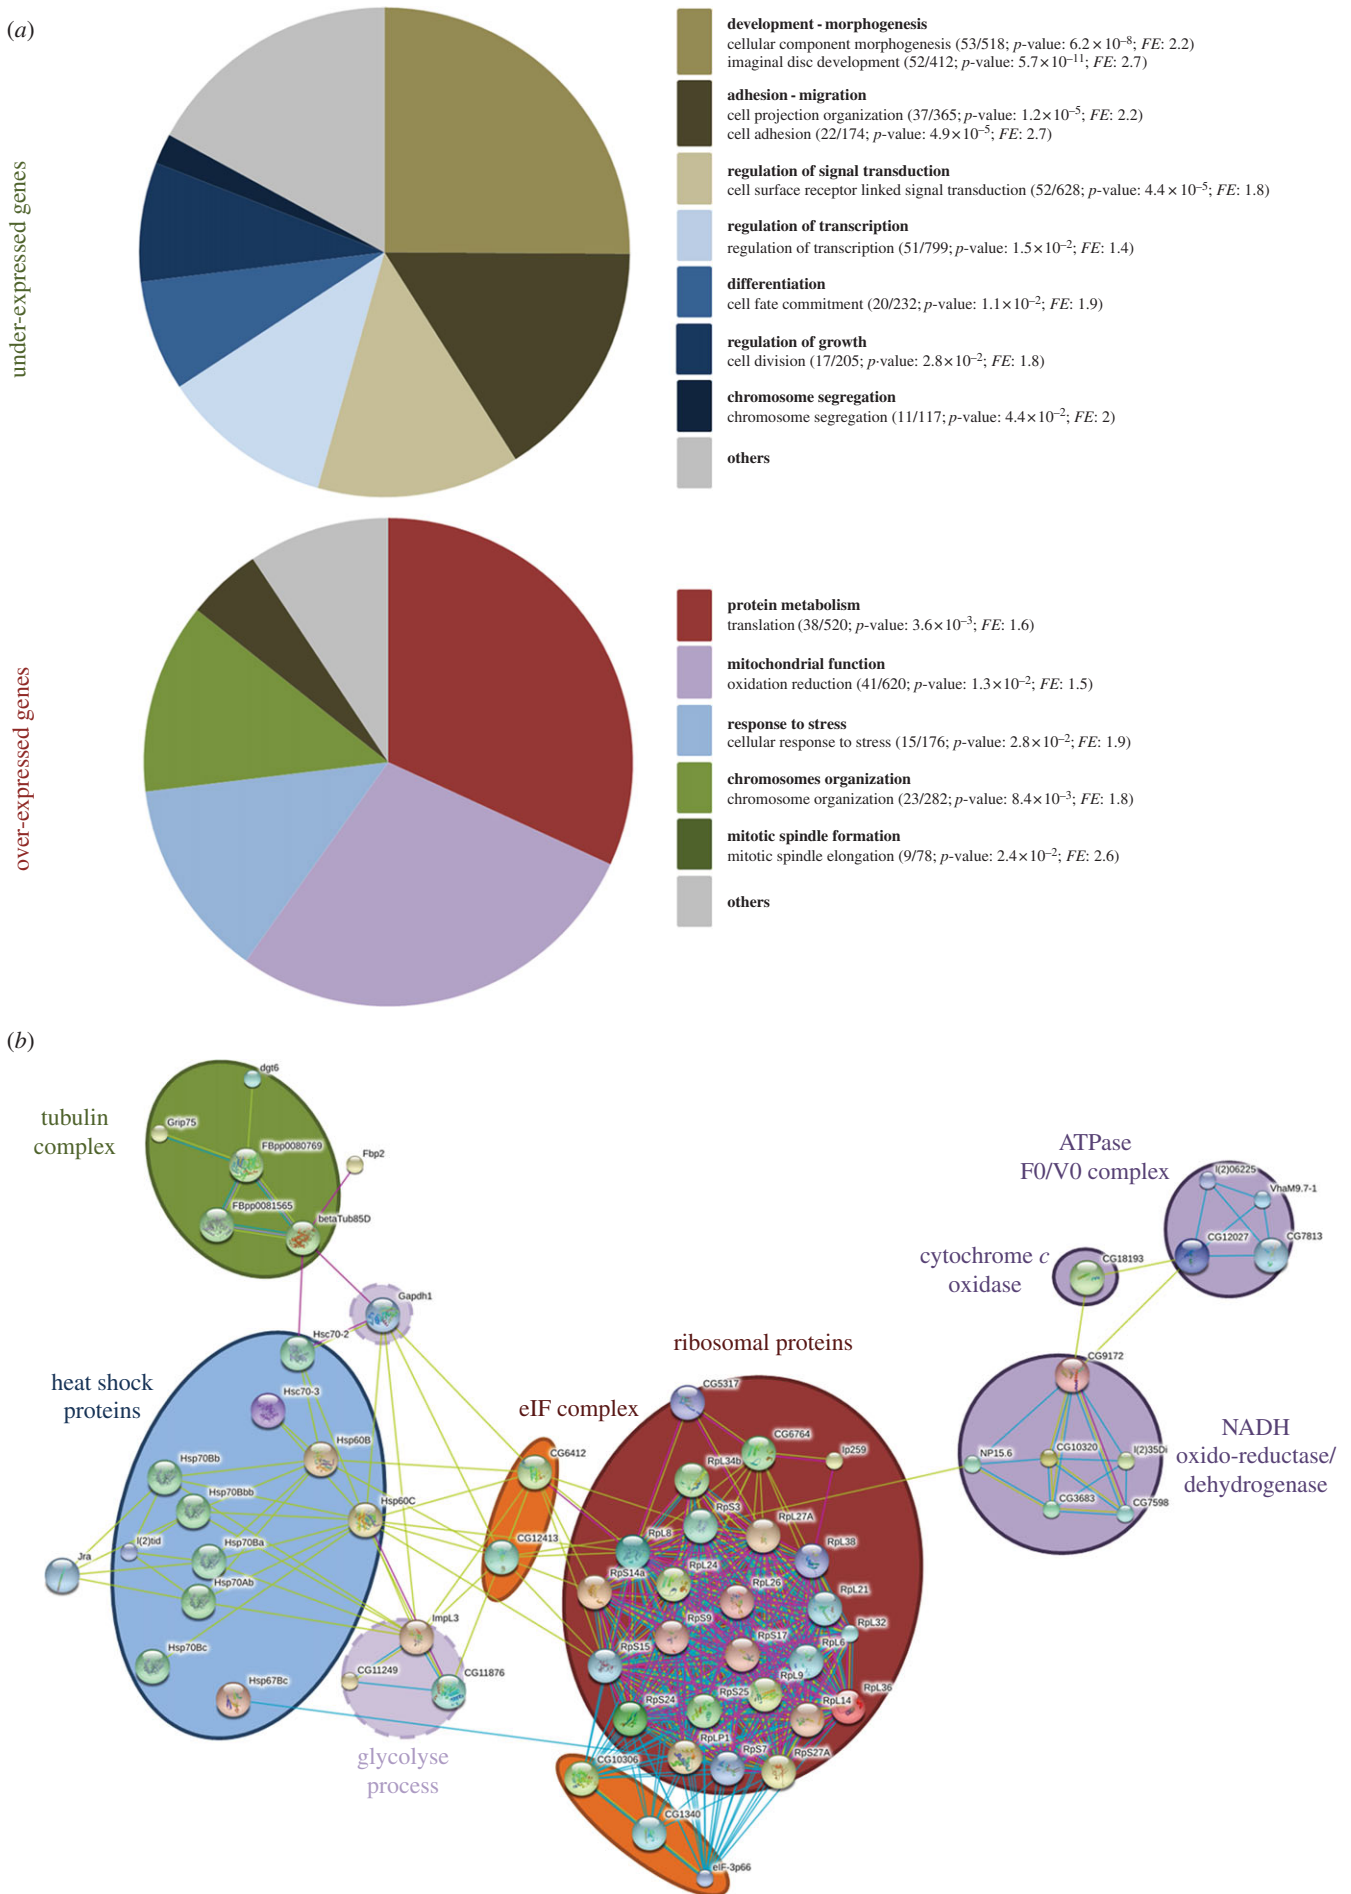 (a)
under-expressed genes
development - morphogenesis
cellular component morphogenesis (53/518; p-value: 6.2 × 10–8; FE: 2.2)
imaginal disc development (52/412; p-value: 5.7×10–11; FE: 2.7)
adhesion - migration
cell projection organization (37/365; p-value: 1.2×10–5; FE: 2.2)
cell adhesion (22/174; p-value: 4.9×10–5; FE: 2.7)
regulation of signal transduction
cell surface receptor linked signal transduction (52/628; p-value: 4.4 ×10–5; FE: 1.8)
regulation of transcription
regulation of transcription (51/799; p-value: 1.5×10–2; FE: 1.4)
differentiation
cell fate commitment (20/232; p-value: 1.1×10–2; FE: 1.9)
regulation of growth
cell division (17/205; p-value: 2.8×10–2; FE: 1.8)
chromosome segregation
chromosome segregation (11/117; p-value: 4.4×10–2; FE: 2)
others
over-expressed genes
protein metabolism
translation (38/520; p-value: 3.6×10–3; FE: 1.6)
mitochondrial function
oxidation reduction (41/620; p-value: 1.3×10–2; FE: 1.5)
response to stress
cellular response to stress (15/176; p-value: 2.8×10–2; FE: 1.9)
chromosomes organization
chromosome organization (23/282; p-value: 8.4×10–3; FE: 1.8)
mitotic spindle formation
mitotic spindle elongation (9/78; p-value: 2.4×10–2; FE: 2.6)
others
(b)
tubulin
complex
dgt6
Grip75
FBpp0080769
Fbp2
FBpp0081565
betaTub85D
Gapdh1
ATPase
F0/V0 complex
l(2)06225
VhaM9.7-1
CG12027
CG7813
cytochrome c
oxidase
CG18193
heat shock
proteins
Hsc70-2
Hsc70-3
Hsp60B
Hsp70Bb
Hsp70Bbb
Hsp60C
Hsp70Ba
l(2)tid
Jra
Hsp70Ab
Hsp70Bc
Hsp67Bc
eIF complex
CG6412
CG12413
ImpL3
CG11249
CG11876
glycolyse
process
ribosomal proteins
CG5317
CG6764
Ip259
RpL34b
RpS3
RpL27A
RpL8
RpL38
RpL24
RpS14a
RpL26
RpL21
RpL32
RpS9
RpS17
RpL6
RpS15
RpL9
RpS25
RpS24
RpL14
RpL36
RpLP1
RpS7
RpS27A
CG10306
CG1340
eIF-3p66
CG9172
NP15.6
CG10320
l(2)35Di
CG3683
CG7598
NADH
oxido-reductase/
dehydrogenase